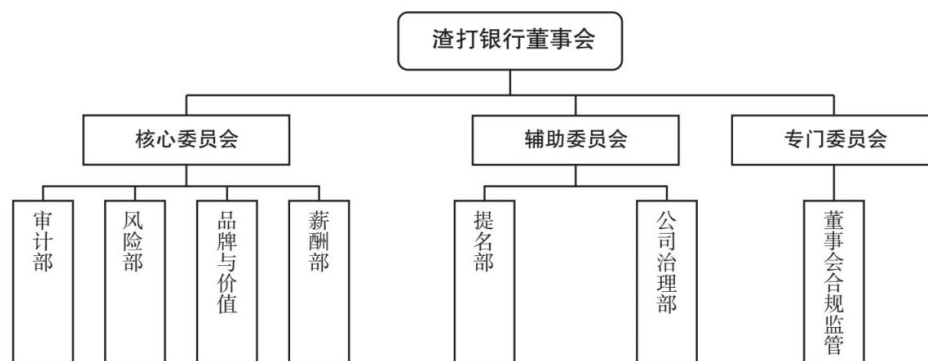 渣打银行董事会
核心委员会
辅助委员会
专门委员会
审计部
风险部
品牌与价值
薪酬部
提名部
公司治理部
董事会合规监管